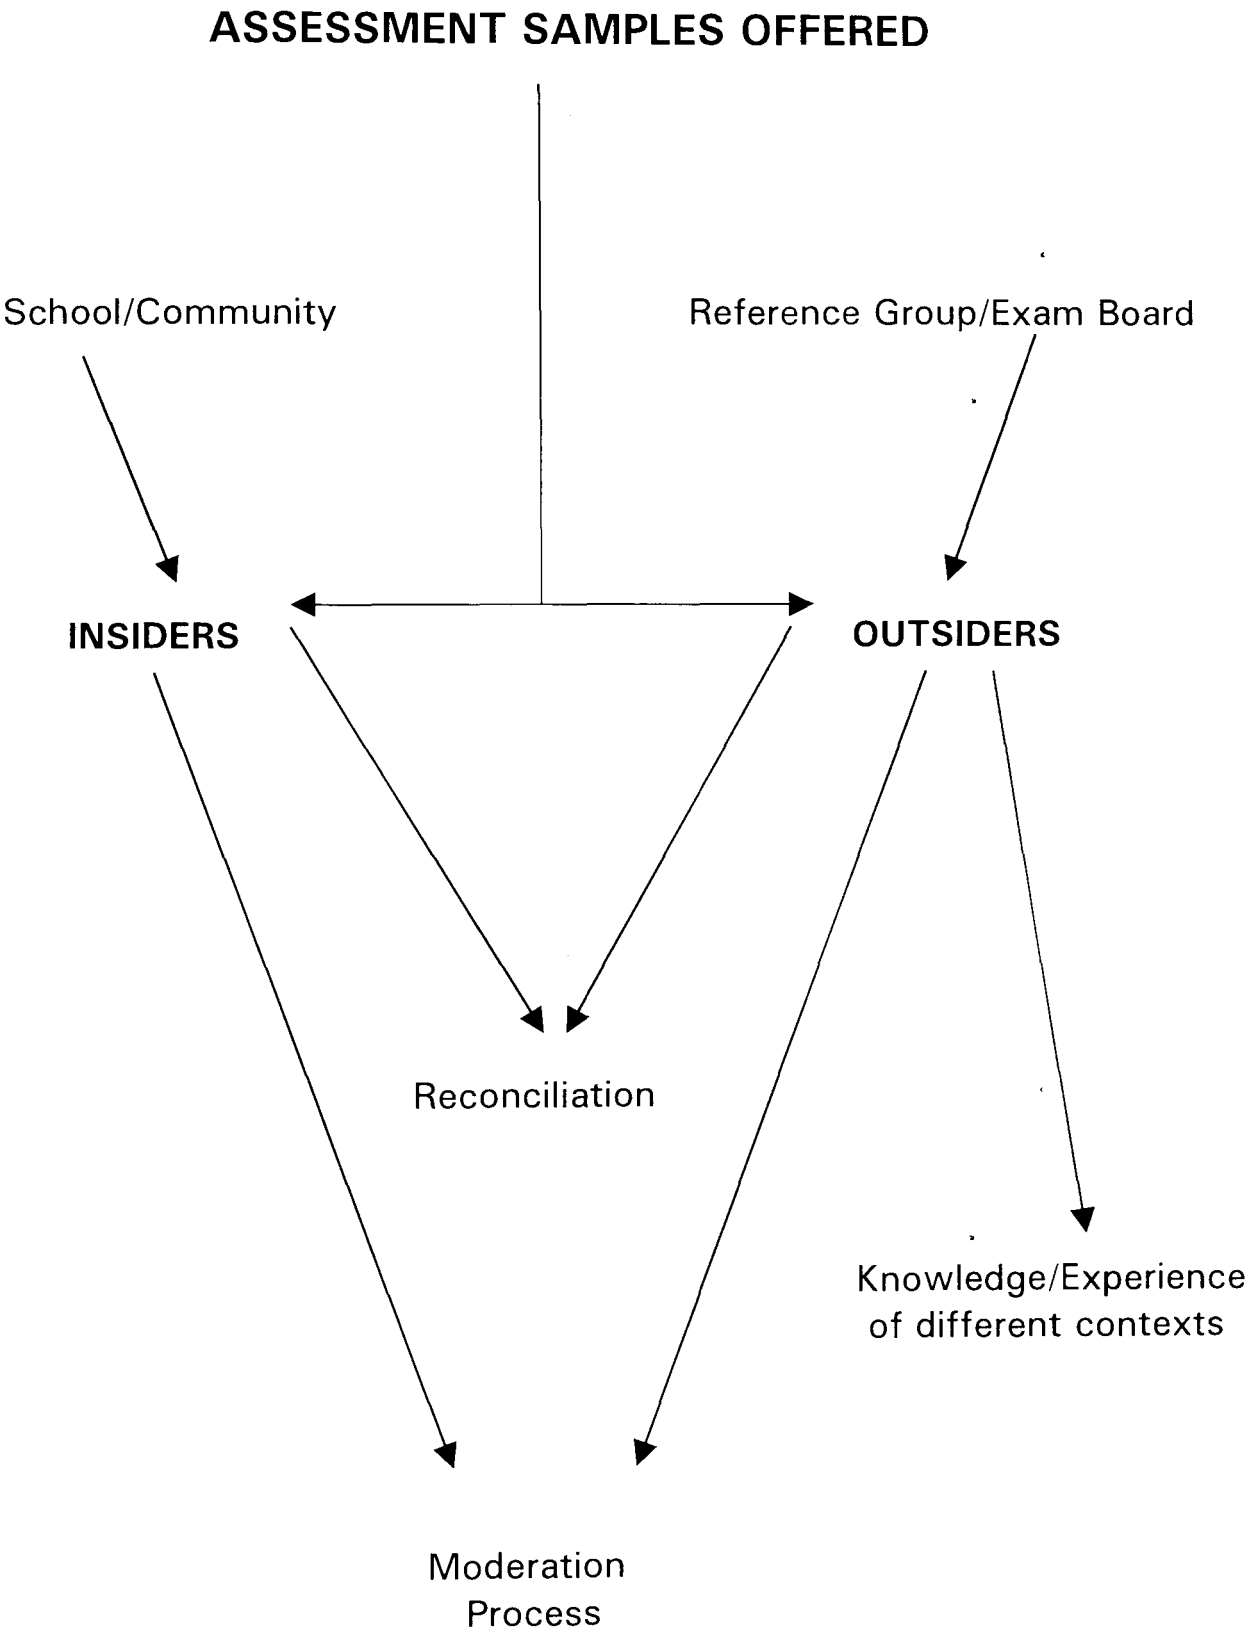 ASSESSMENT SAMPLES OFFERED
School/Community
Reference Group/Exam Board
INSIDERS
OUTSIDERS
Reconciliation
Knowledge/Experience
of different contexts
Moderation
Process